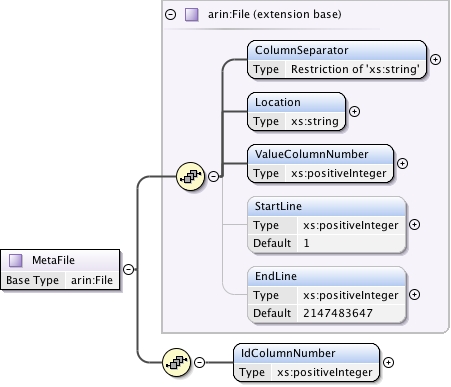 arin:File (extension base)
ColumnSeparator
Type Restriction of 'xs:string'
Location
Type xs:string
ValueColumnNumber
Type xs:positiveInteger
StartLine
Type xs:positiveInteger
Default 1
MetaFile
Base Type arin:File
EndLine
Type xs:positiveInteger
Default 2147483647
IdColumnNumber
Type xs:positiveInteger